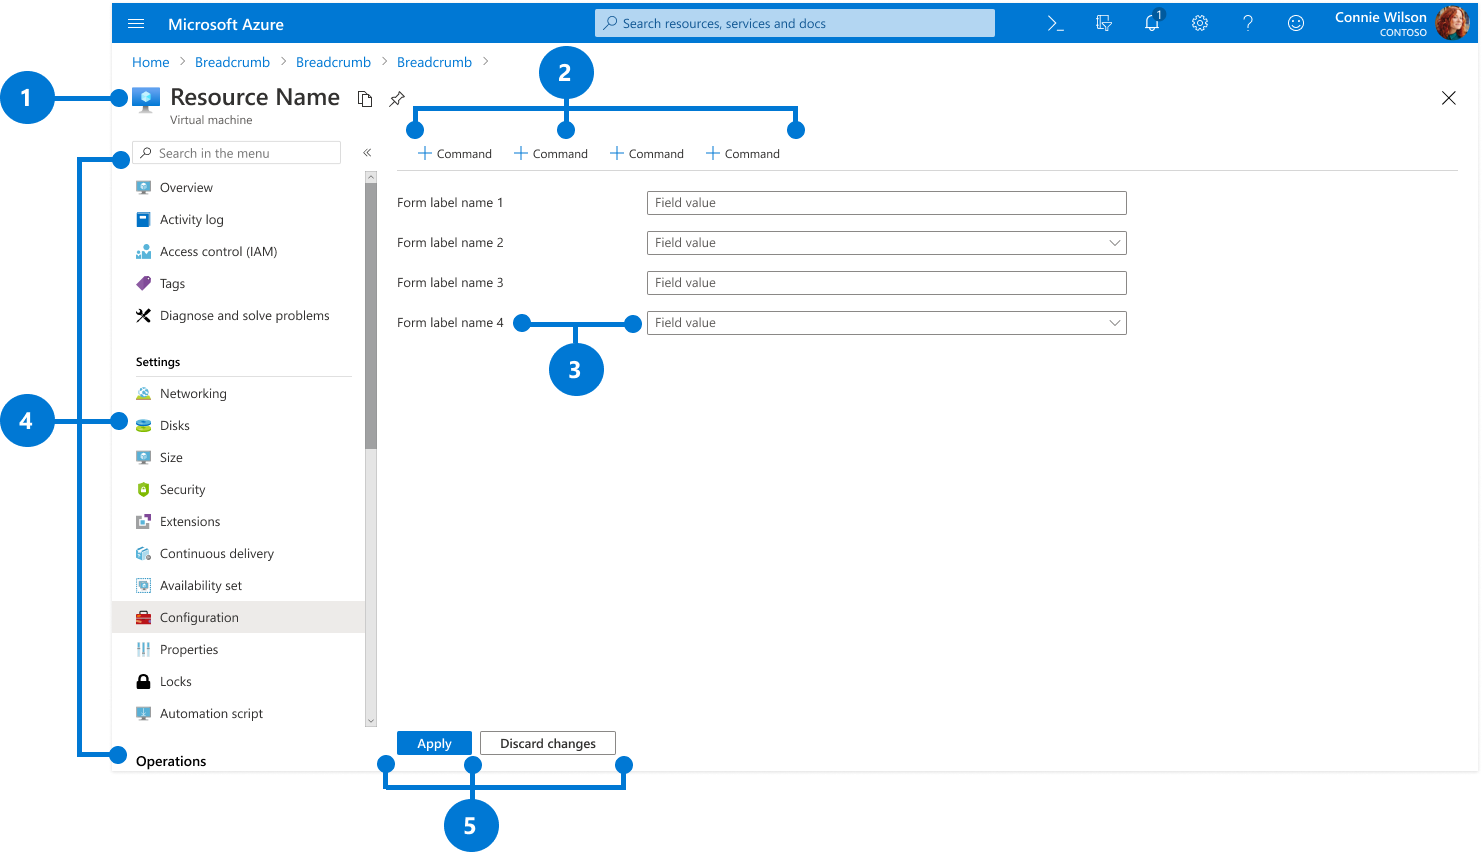 Microsoft Azure
Search resources, services and docs
1
Connie Wilson
CONTOSO
Home > Breadcrumb > Breadcrumb > Breadcrumb >
2
1
Resource Name
Virtual machine
Search in the menu
«
Command Command Command Command
Overview
Activity log
Access control (IAM)
Tags
Diagnose and solve problems
Settings
Networking
Disks
Size
Security
Extensions
Continuous delivery
Availability set
Configuration
Properties
Locks
Automation script
Operations
4
Form label name 1 Field value
Form label name 2 Field value
Form label name 3 Field value
Form label name 4 Field value
3
Apply Discard changes
5